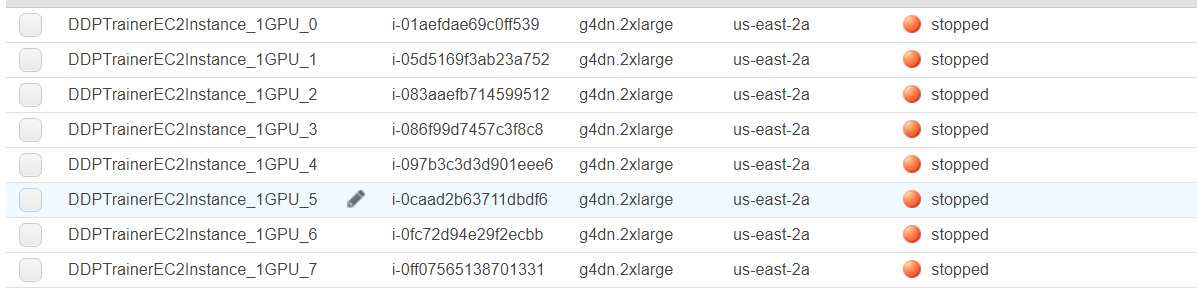 DDPTrainerEC2Instance_1GPU_0 i-01aefdae69c0ff539 g4dn.2xlarge us-east-2a stopped
DDPTrainerEC2Instance_1GPU_1 i-05d5169f3ab23a752 g4dn.2xlarge us-east-2a stopped
DDPTrainerEC2Instance_1GPU_2 i-083aaefb714599512 g4dn.2xlarge us-east-2a stopped
DDPTrainerEC2Instance_1GPU_3 i-086f99d7457c3f8c8 g4dn.2xlarge us-east-2a stopped
DDPTrainerEC2Instance_1GPU_4 i-097b3c3d3d901eee6 g4dn.2xlarge us-east-2a stopped
DDPTrainerEC2Instance_1GPU_5 i-0caad2b63711dbdf6 g4dn.2xlarge us-east-2a stopped
DDPTrainerEC2Instance_1GPU_6 i-0fc72d94e29f2ecbb g4dn.2xlarge us-east-2a stopped
DDPTrainerEC2Instance_1GPU_7 i-0ff07565138701331 g4dn.2xlarge us-east-2a stopped